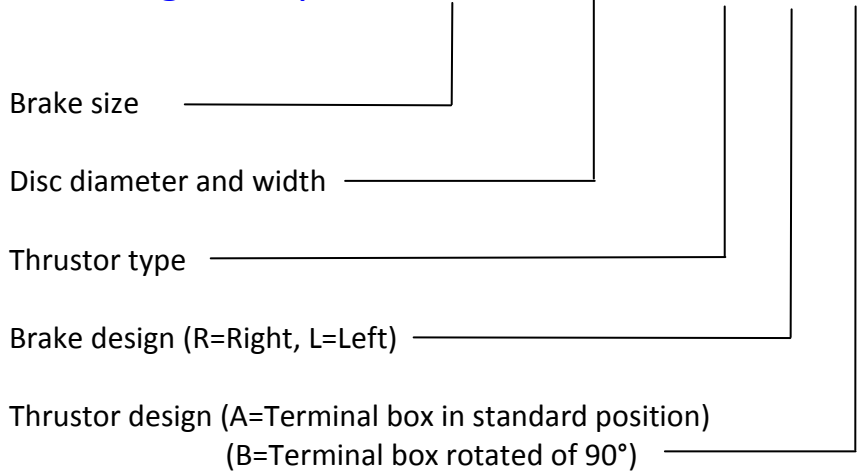 Brake size
Disc diameter and width
Thrustor type
Brake design (R=Right, L=Left)
Thrustor design (A=Terminal box in standard position)
(B=Terminal box rotated of 90°)